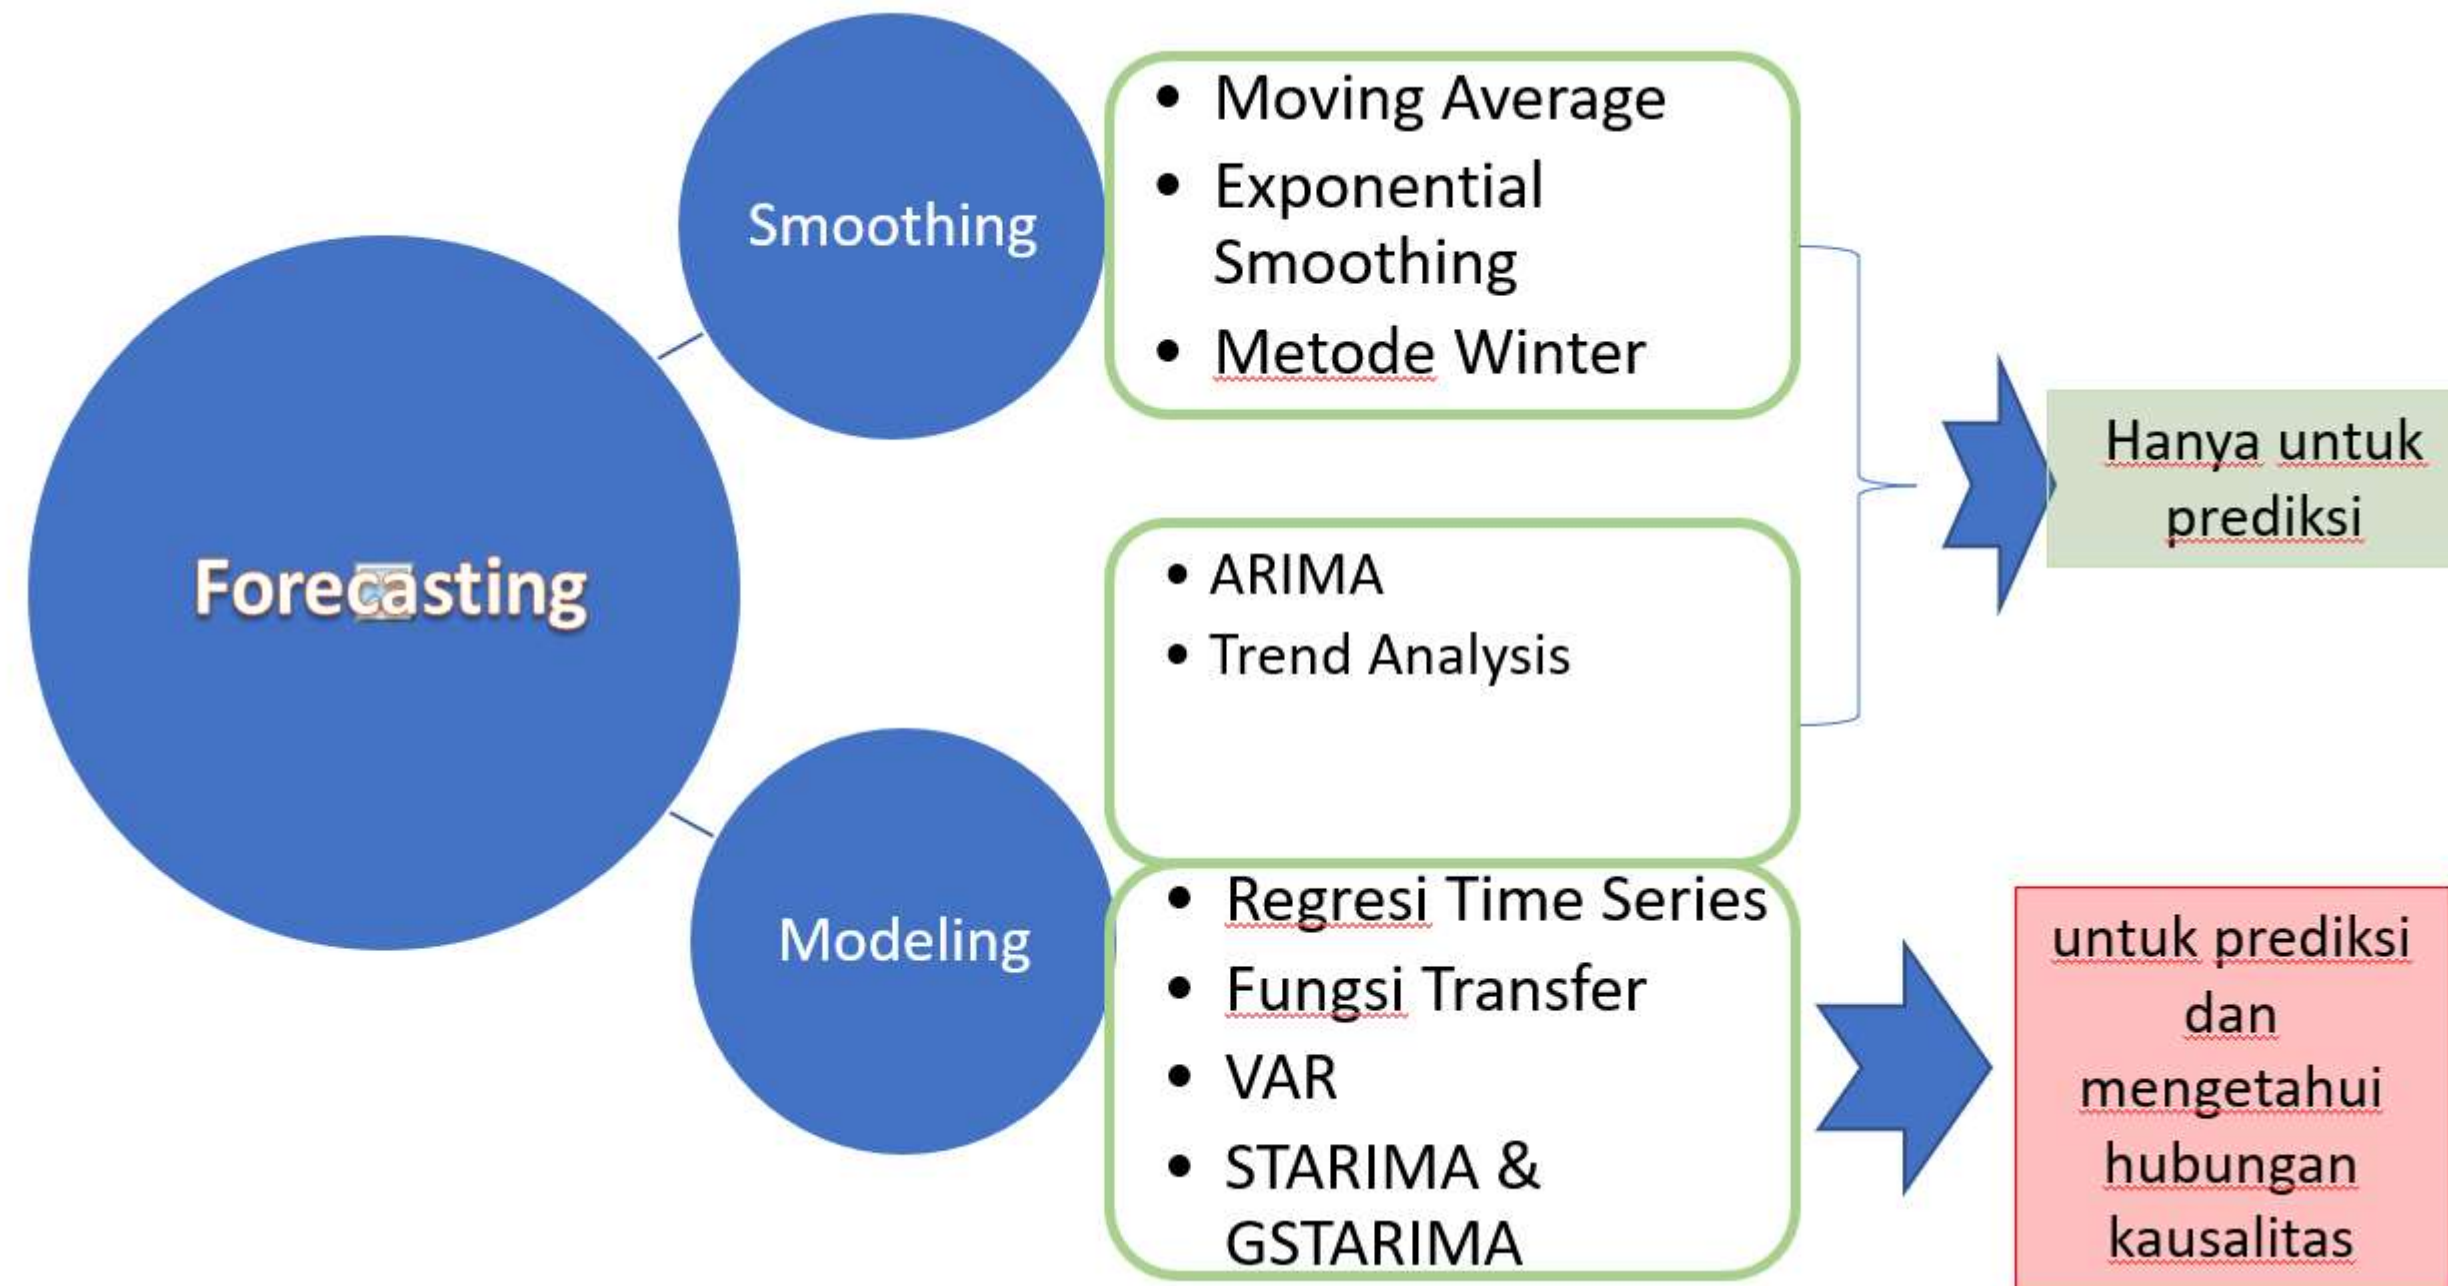 Forecasting
Smoothing
• Moving Average
• Exponential
Smoothing
• Metode Winter
• ARIMA
• Trend Analysis
Hanya untuk
prediksi
Modeling
• Regresi Time Series
• Fungsi Transfer
• VAR
• STARIMA &
GSTARIMA
untuk prediksi
dan
mengetahui
hubungan
kausalitas